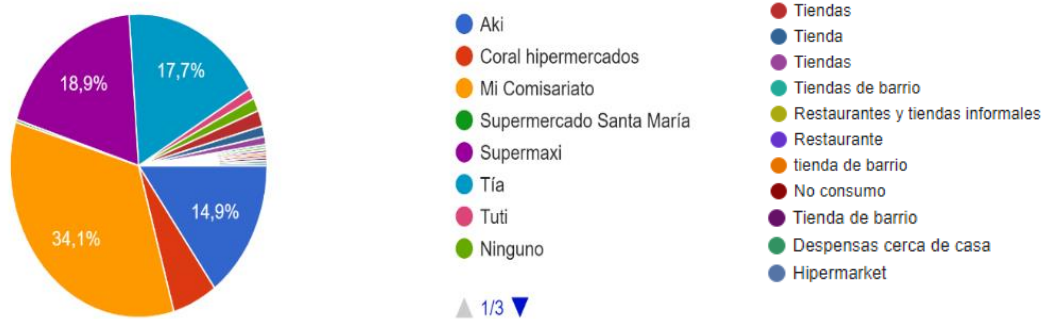 18,9%
17,7%
14,9%
34,1%
Aki
Coral hipermercados
Mi Comisariato
Supermercado Santa María
Supermaxi
Tía
Tuti
Ninguno
1/3
Tiendas
Tienda
Tiendas
Tiendas de barrio
Restaurantes y tiendas informales
Restaurante
tienda de barrio
No consumo
Tienda de barrio
Despensas cerca de casa
Hipermarket